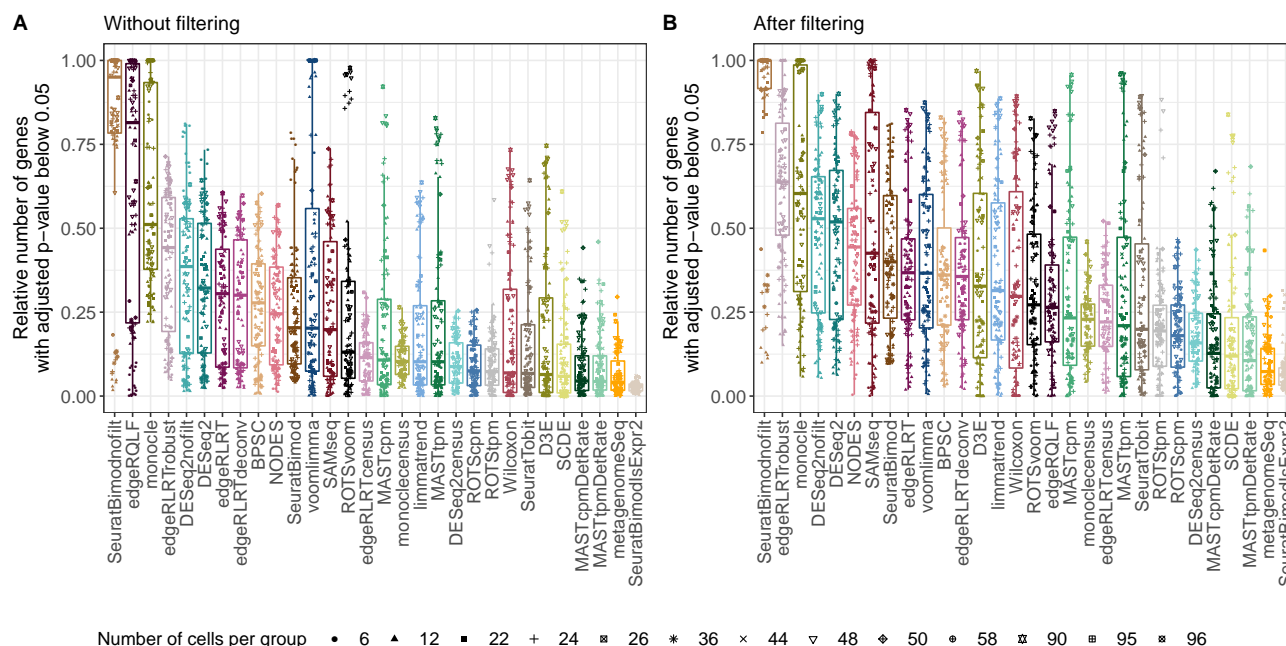 A Without filtering
Relative number of genes
with adjusted p−value below 0.05
1.00
0.75
0.50
0.25
0.00
SeuratBimodnofilt
edgeRQLF
monocle
edgeRLRTrobust
DESeq2nofilt
DESeq2
edgeRLRT
edgeRLRTdeconv
BPSC
NODES
SeuratBimod
voomlimma
SAMseq
ROTSvoom
edgeRLRTcensus
MASTcpm
monoclecensus
limmatrend
MASTtpm
DESeq2census
ROTScpm
ROTStpm
Wilcoxon
SeuratTobit
D3E
SCDE
MASTcpmDetRate
MASTtpmDetRate
metagenomeSeq
SeuratBimodIsExpr2
B After filtering
Relative number of genes
with adjusted p−value below 0.05
1.00
0.75
0.50
0.25
0.00
SeuratBimodnofilt
edgeRLRTrobust
monocle
DESeq2nofilt
DESeq2
NODES
SAMseq
SeuratBimod
edgeRLRT
voomlimma
BPSC
edgeRLRTdeconv
D3E
limmatrend
Wilcoxon
ROTSvoom
edgeRQLF
MASTcpm
monoclecensus
edgeRLRTcensus
MASTtpm
SeuratTobit
ROTStpm
ROTScpm
DESeq2census
MASTcpmDetRate
SCDE
MASTtpmDetRate
metagenomeSeq
SeuratBimodIsExpr2
Number of cells per group 6 12 22 24 26 36 44 48 50 58 90 95 96